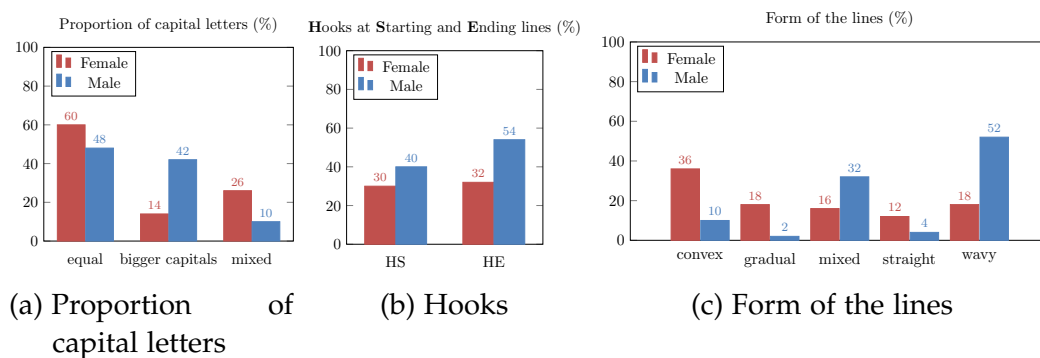 Proportion of capital letters (%)
100
80
60
40
20
0
Female
Male
60
48
14
42
26
10
equal
bigger capitals
mixed
(a) Proportion of
capital letters
Hooks at Starting and Ending lines (%)
100
80
60
40
20
0
Female
Male
30
40
32
54
HS
HE
(b) Hooks
Form of the lines (%)
100
80
60
40
20
0
Female
Male
36
10
18
2
16
32
12
4
18
52
convex
gradual
mixed
straight
wavy
(c) Form of the lines